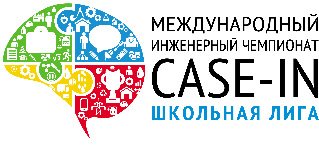 МЕЖДУНАРОДНЫЙ
ИНЖЕНЕРНЫЙ ЧЕМПИОНАТ
CASE-IN
ШКОЛЬНАЯ ЛИГА